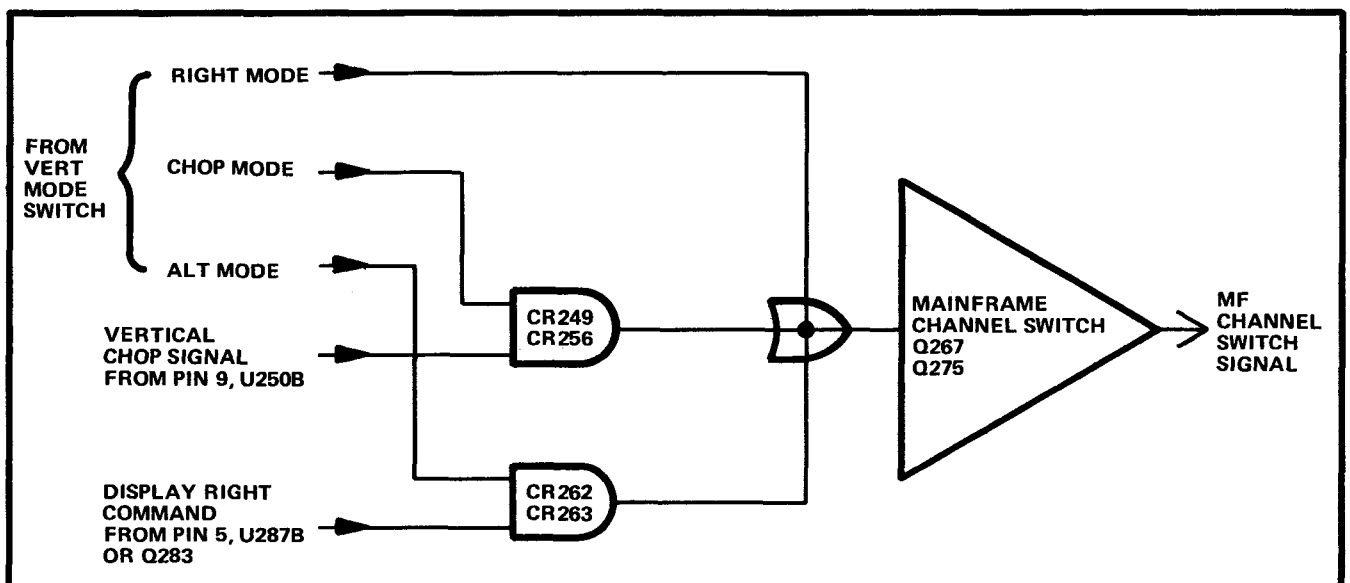 FROM
VERT
MODE
SWITCH
RIGHT MODE
CHOP MODE
ALT MODE
VERTICAL
CHOP SIGNAL
FROM PIN 9, U250B
DISPLAY RIGHT
COMMAND
FROM PIN 5, U287B
OR Q283
CR249
CR256
CR262
CR263
MAINFRAME
CHANNEL SWITCH
Q267
Q275
MF
CHANNEL
SWITCH
SIGNAL